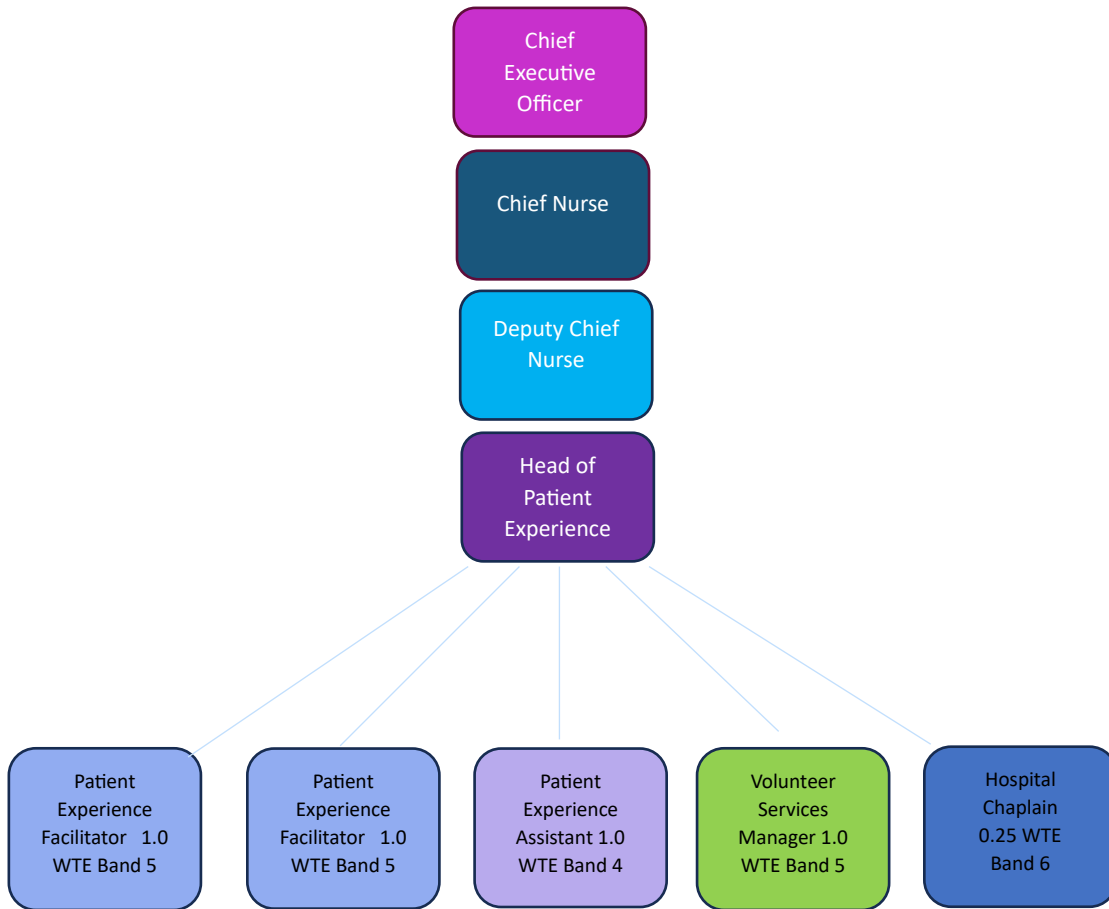 Chief
Executive
Officer
Chief Nurse
Deputy Chief
Nurse
Head of
Patient
Experience
Patient
Experience
Facilitator 1.0
WTE Band 5
Patient
Experience
Facilitator 1.0
WTE Band 5
Patient
Experience
Assistant 1.0
WTE Band 4
Volunteer
Services
Manager 1.0
WTE Band 5
Hospital
Chaplain
0.25 WTE
Band 6